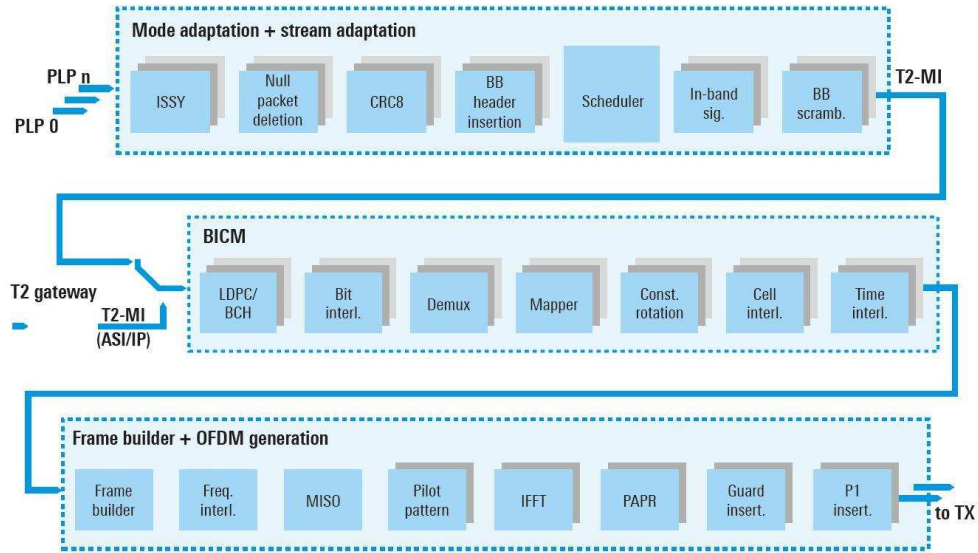 Mode adaptation + stream adaptation
PLP n
PLP 0
ISSY
Null
packet
deletion
CRC8
BB
header
insertion
Scheduler
In-band
sig.
BB
scramb.
T2-MI
BICM
T2 gateway
T2-MI
(ASI/IP)
LDPC/
BCH
Bit
interl.
Demux
Mapper
Const.
rotation
Cell
interl.
Time
interl.
Frame builder + OFDM generation
Frame
builder
Freq.
interl.
MISO
Pilot
pattern
IFFT
PAPR
Guard
insert.
P1
insert.
to TX